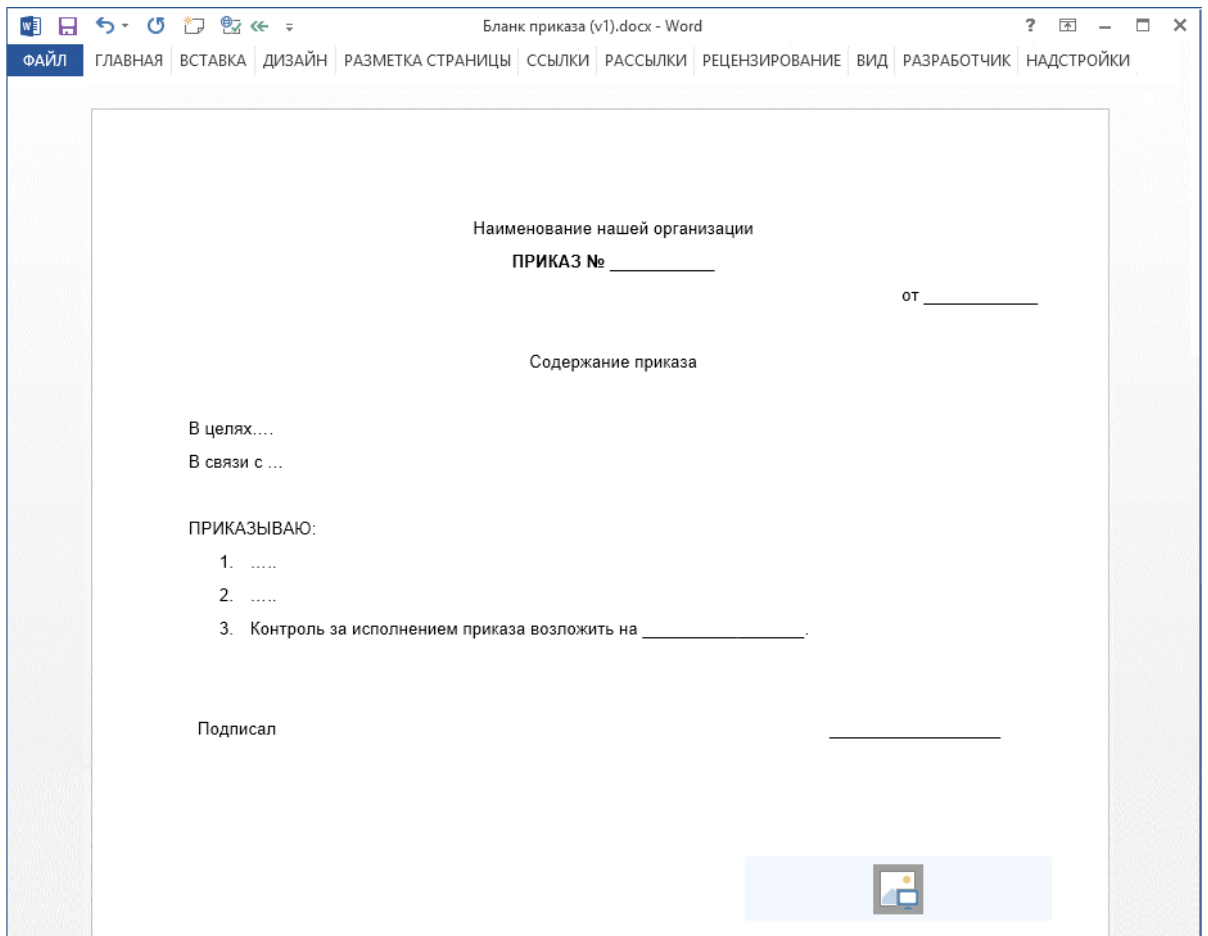 Бланк приказа (v1).docx - Word
?
ФАЙЛ ГЛАВНАЯ ВСТАВКА ДИЗАЙН РАЗМЕТКА СТРАНИЦЫ ССЫЛКИ РАССЫЛКИ РЕЦЕНЗИРОВАНИЕ ВИД РАЗРАБОТЧИК НАДСТРОЙКИ
Наименование нашей организации
ПРИКАЗ № ___________
от ____________
Содержание приказа
В целях....
В связи с ...
ПРИКАЗЫВАЮ:
1. .....
2. .....
3. Контроль за исполнением приказа возложить на _________________.
Подписал __________________